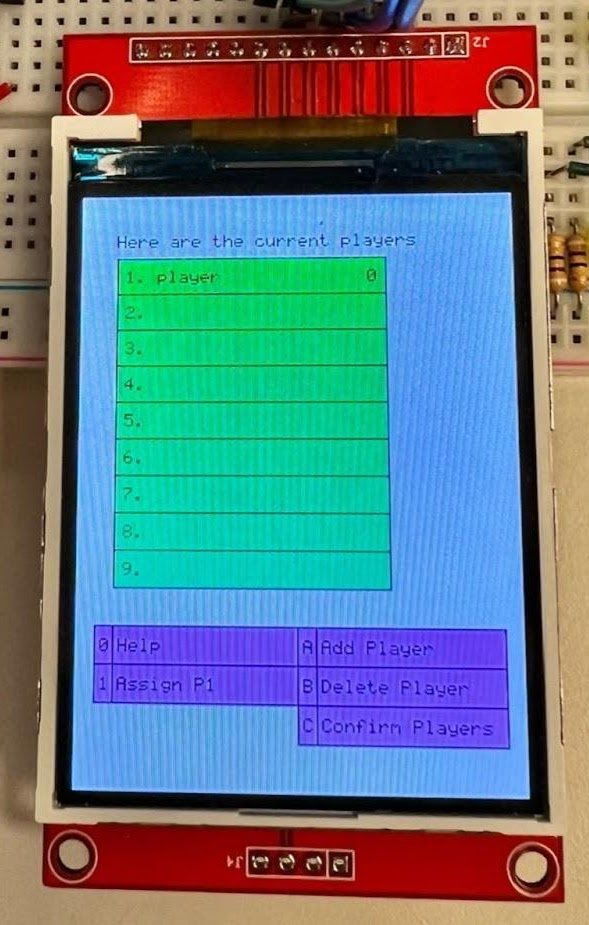 J2
Here are the current players
1. player 0
2.
3.
4.
5.
6.
7.
8.
9.
0 Help A Add Player
1 Assign P1 B Delete Player
C Confirm Players
J4